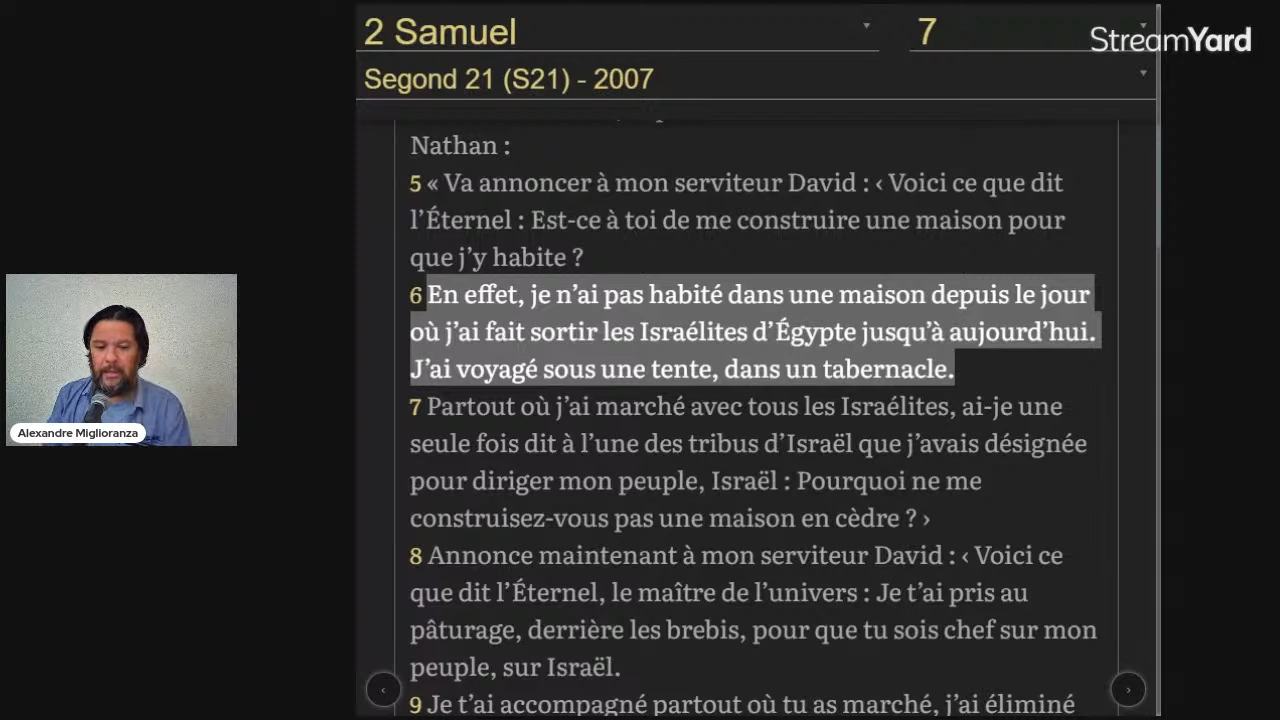 2 Samuel
7
StreamYard
Segond 21 (S21) - 2007
Nathan :
5 « Va annoncer à mon serviteur David : ‹ Voici ce que dit
l’Éternel : Est-ce à toi de me construire une maison pour
que j’y habite ?
6 En effet, je n’ai pas habité dans une maison depuis le jour
où j’ai fait sortir les Israélites d’Égypte jusqu’à aujourd’hui.
J’ai voyagé sous une tente, dans un tabernacle.
7 Partout où j’ai marché avec tous les Israélites, ai-je une
seule fois dit à l’une des tribus d’Israël que j’avais désignée
pour diriger mon peuple, Israël : Pourquoi ne me
construisez-vous pas une maison en cèdre ? ›
8 Annonce maintenant à mon serviteur David : ‹ Voici ce
que dit l’Éternel, le maître de l’univers : Je t’ai pris au
pâturage, derrière les brebis, pour que tu sois chef sur mon
peuple, sur Israël.
9 Je t’ai accompagné partout où tu as marché, j’ai éliminé
Alexandre Miglioranza